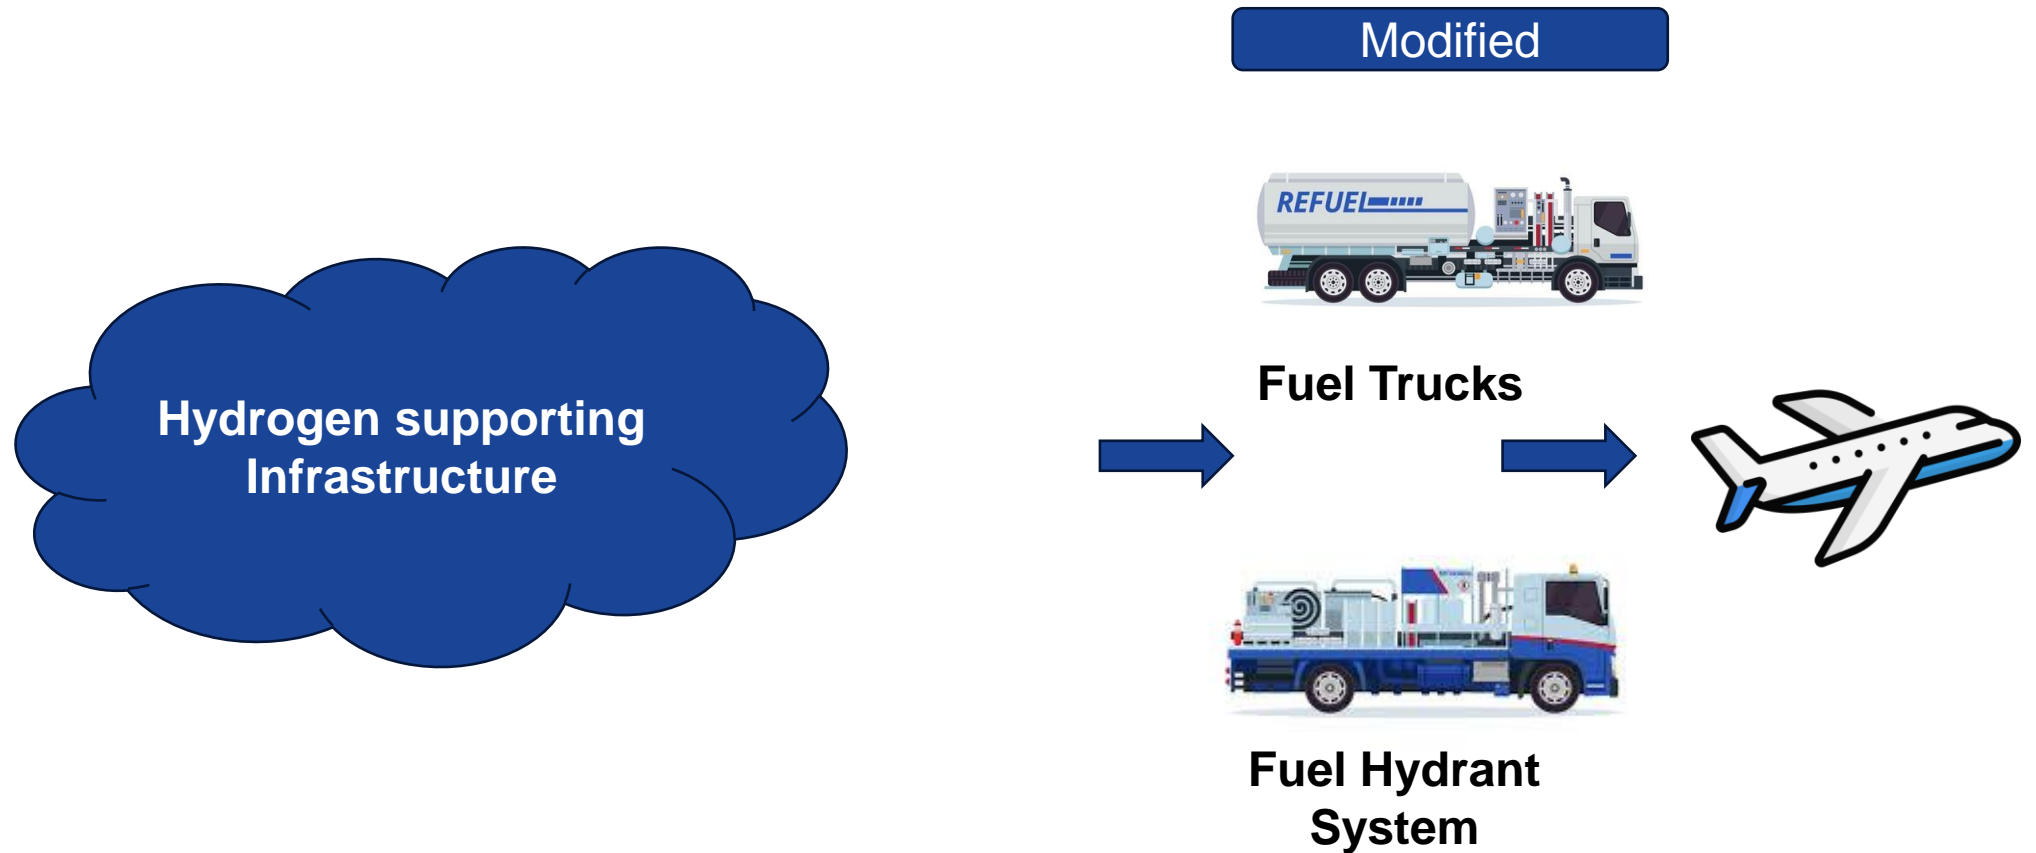 Modified
REFUEL
Fuel Trucks
Hydrogen supporting
Infrastructure
Fuel Hydrant
System